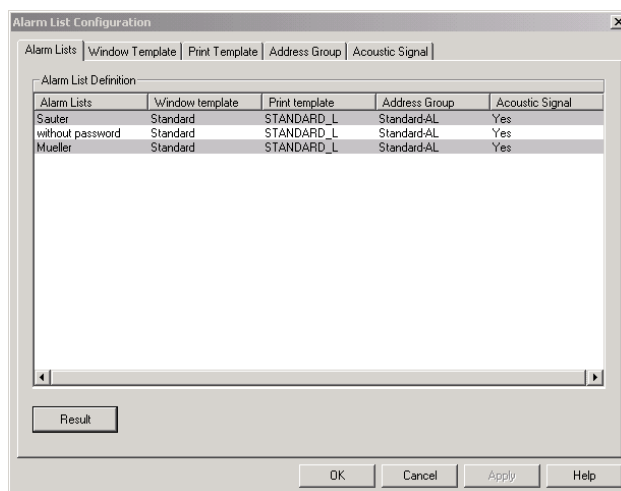 Alarm List Configuration
Alarm Lists Window Template Print Template Address Group Acoustic Signal
Alarm List Definition
Alarm Lists Window template Print template Address Group Acoustic Signal
Sauter Standard STANDARD_L Standard-AL Yes
without password Standard STANDARD_L Standard-AL Yes
Mueller Standard STANDARD_L Standard-AL Yes
Result
OK Cancel Apply Help